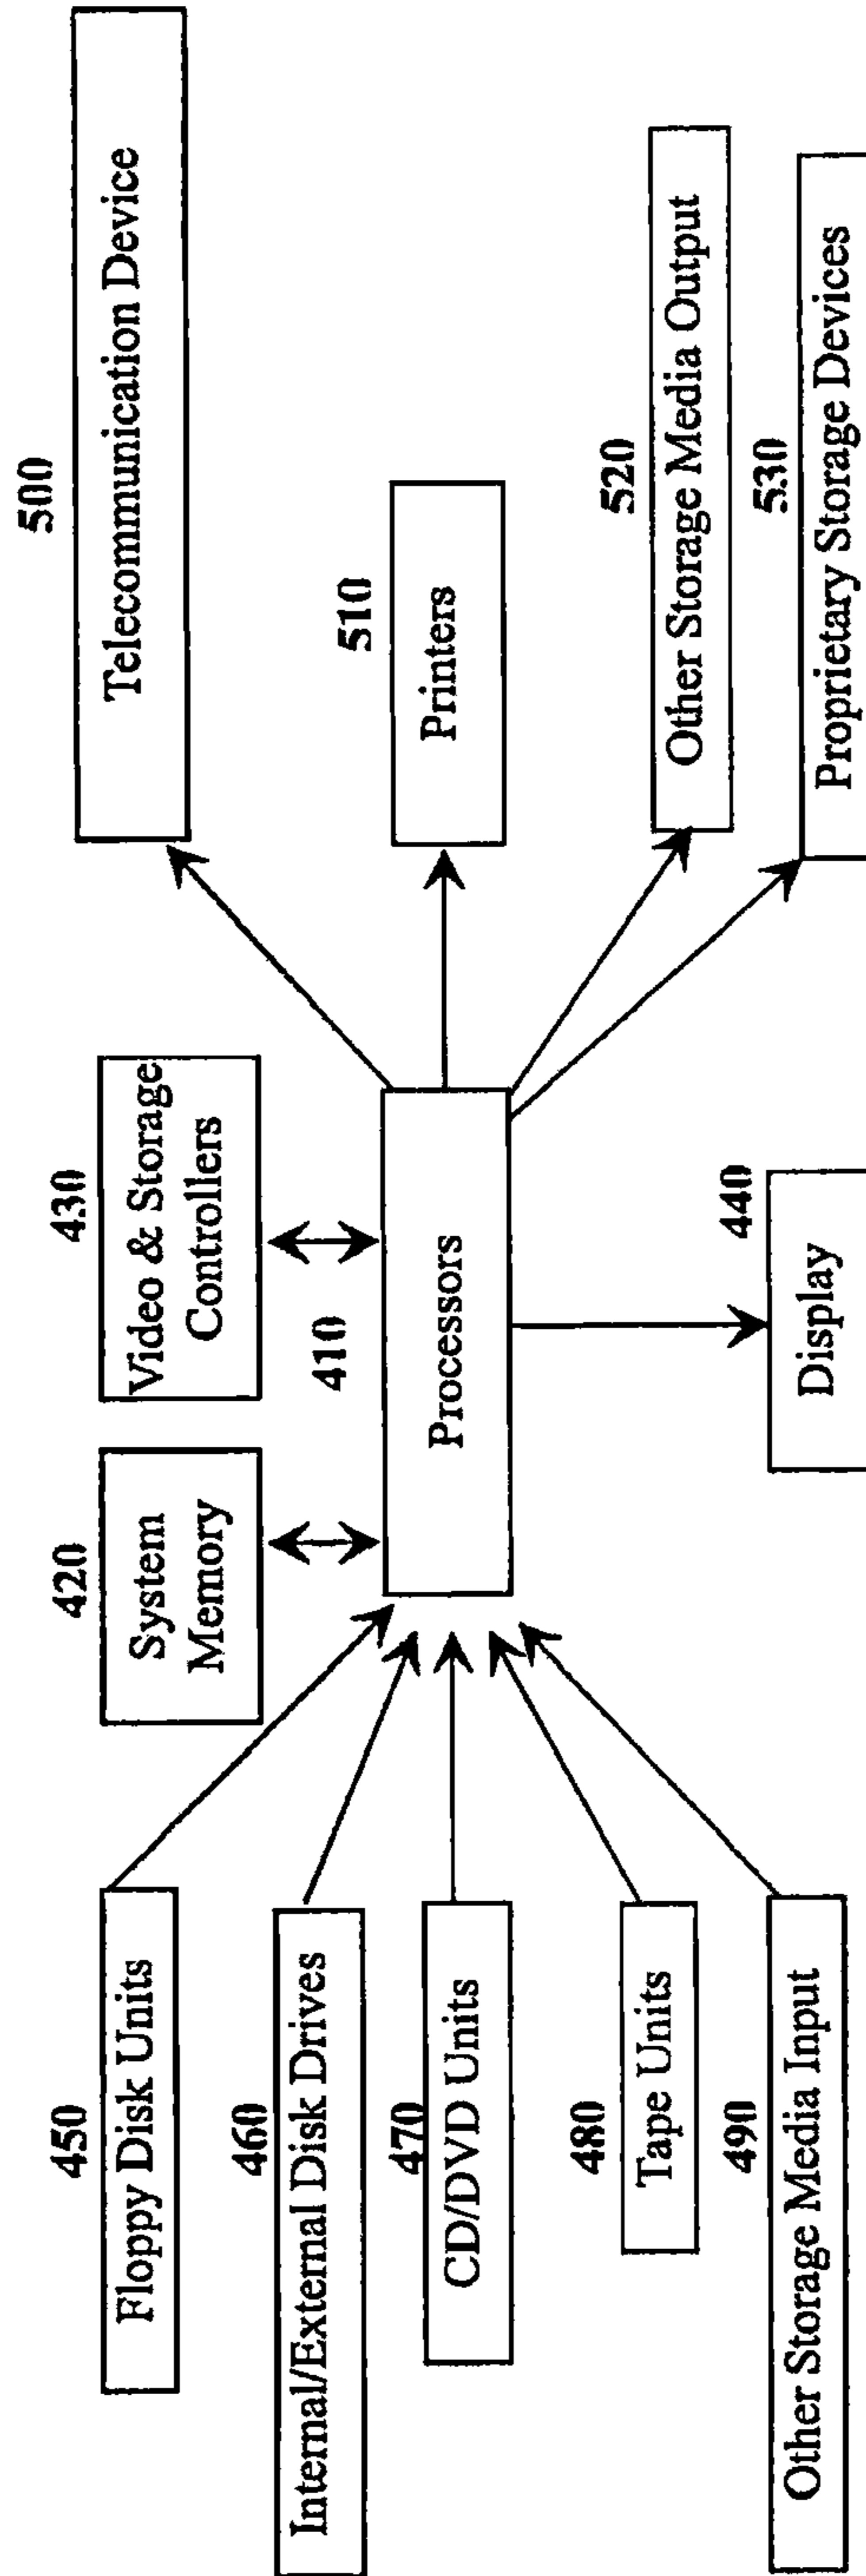 450
Floppy Disk Units
460
Internal/External Disk Drives
470
CD/DVD Units
480
Tape Units
490
Other Storage Media Input
420
System
Memory
430
Video & Storage
Controllers
410
Processors
440
Display
500
Telecommunication Device
510
Printers
520
Other Storage Media Output
530
Proprietary Storage Devices